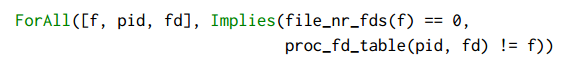 ForAll([f, pid, fd], Implies(file_nr_fds(f) == 0,
proc_fd_table(pid, fd) != f))